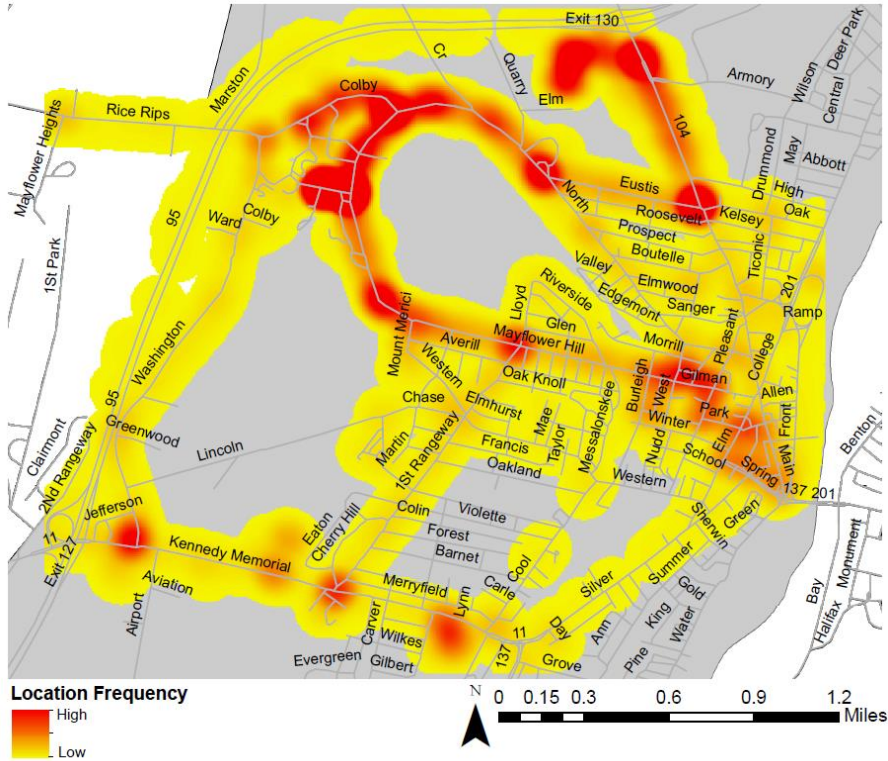 Exit 130
Deer Park
Wilson
Central
Cr
Quarry
Armory
Colby
Elm
Marston
Rice Rips
Mayflower Heights
104
Drummond
May
Abbott
Eustis
High
Oak
North
Roosevelt
Kelsey
Prospect
Boutelle
Ticonic
Ward
Colby
95
1St Park
Valley
Elmwood
Edgemont
Sanger
201
Ramp
Riverside
Lloyd
Glen
Morrill
Pleasant
College
Mount Merici
Averill
Mayflower Hill
Washington
Western
Oak Knoll
Burleigh
West
Gilman
Allen
Chase
Elmhurst
Park
Front
95
Greenwood
Mae
Taylor
Messalonskee
Winter
Nudd
Elm
Main
Clairmont
2Nd Rangeway
Lincoln
Martin
1St Rangeway
Francis
Oakland
School
Spring
Benton
Western
137 201
Jefferson
Colin
Violette
Sherwin
Green
11
Exit 127
Kennedy Memorial
Eaton
Cherry Hill
Forest
Barnet
Cool
Summer
Silver
Monument
Aviation
Merryfield
Lynn
Carle
Gold
Bay
Airport
Carver
Wilkes
11
Day
Ann
King
Water
Halifax
Evergreen
Gilbert
137
Grove
Pine
Location Frequency
High
Low
N
0 0.15 0.3 0.6 0.9 1.2
Miles